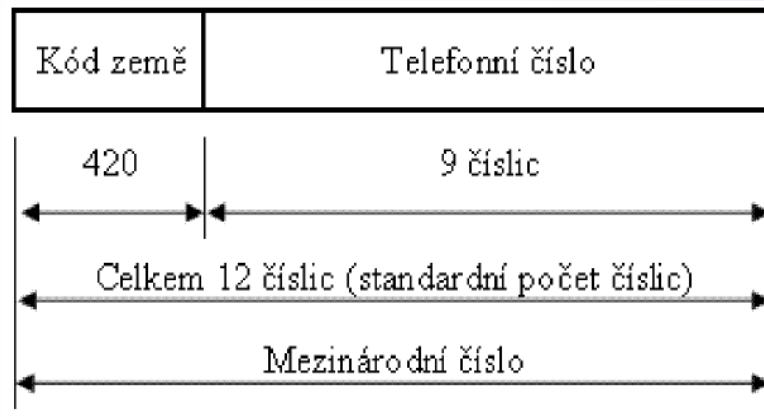 Kód země Telefonní číslo
420 9 číslic
Celkem 12 číslic (standardní počet číslic)
Mezinárodní číslo